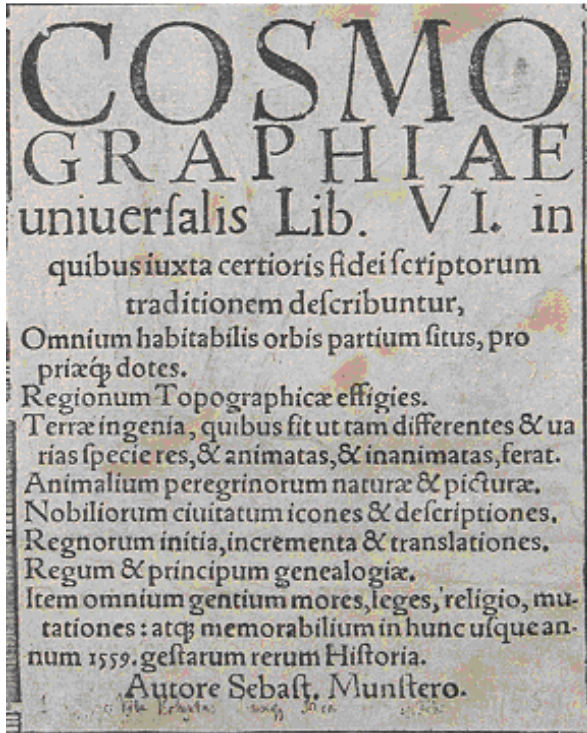 COSMO
GRAPHIAE
uniuerſalis Lib. VI. in
quibus iuxta certioris fidei ſcriptorum
traditionem deſcribuntur,
Omnium habitabilis orbis partium ſitus, pro
priæq́ꝫ dotes.
Regionum Topographicæ effigies.
Terræ ingenia, quibus fit ut tam differentes & ua
rias ſpecie res, & animatas, & inanimatas, ferat.
Animalium peregrinorum naturæ & picturæ.
Nobiliorum ciuitatum icones & deſcriptiones.
Regnorum initia, incrementa & translationes.
Regum & principum genealogiæ.
Item omnium gentium mores, leges, religio, mu-
tationes: atqꝫ memorabilium in hunc uſque an-
num 1559. geſtarum rerum Hiſtoria.
Autore Sebaſt. Munſtero.